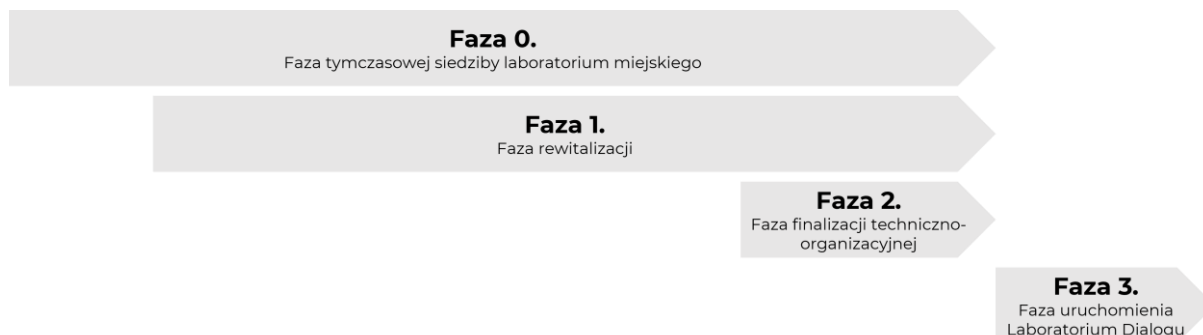 Faza 0.
Faza tymczasowej siedziby laboratorium miejskiego
Faza 1.
Faza rewitalizacji
Faza 2.
Faza finalizacji techniczno-
organizacyjnej
Faza 3.
Faza uruchomienia
Laboratorium Dialogu